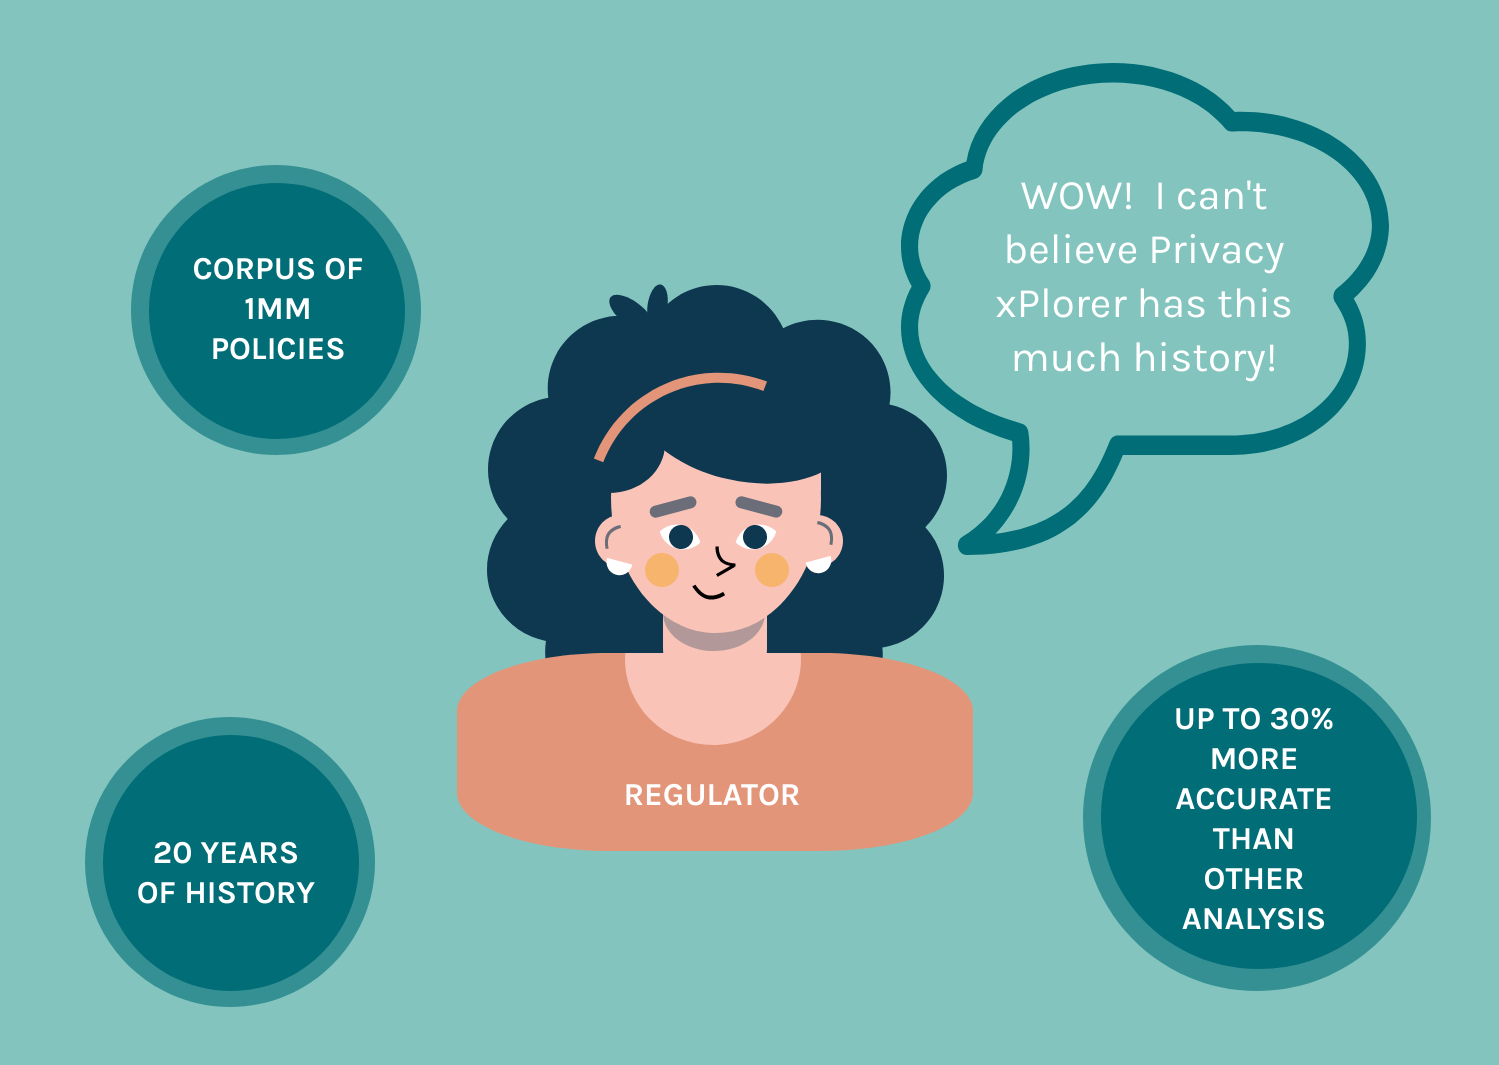 WOW! I can't
believe Privacy
xPlorer has this
much history!
CORPUS OF
1MM
POLICIES
REGULATOR
20 YEARS
OF HISTORY
UP TO 30%
MORE
ACCURATE
THAN
OTHER
ANALYSIS